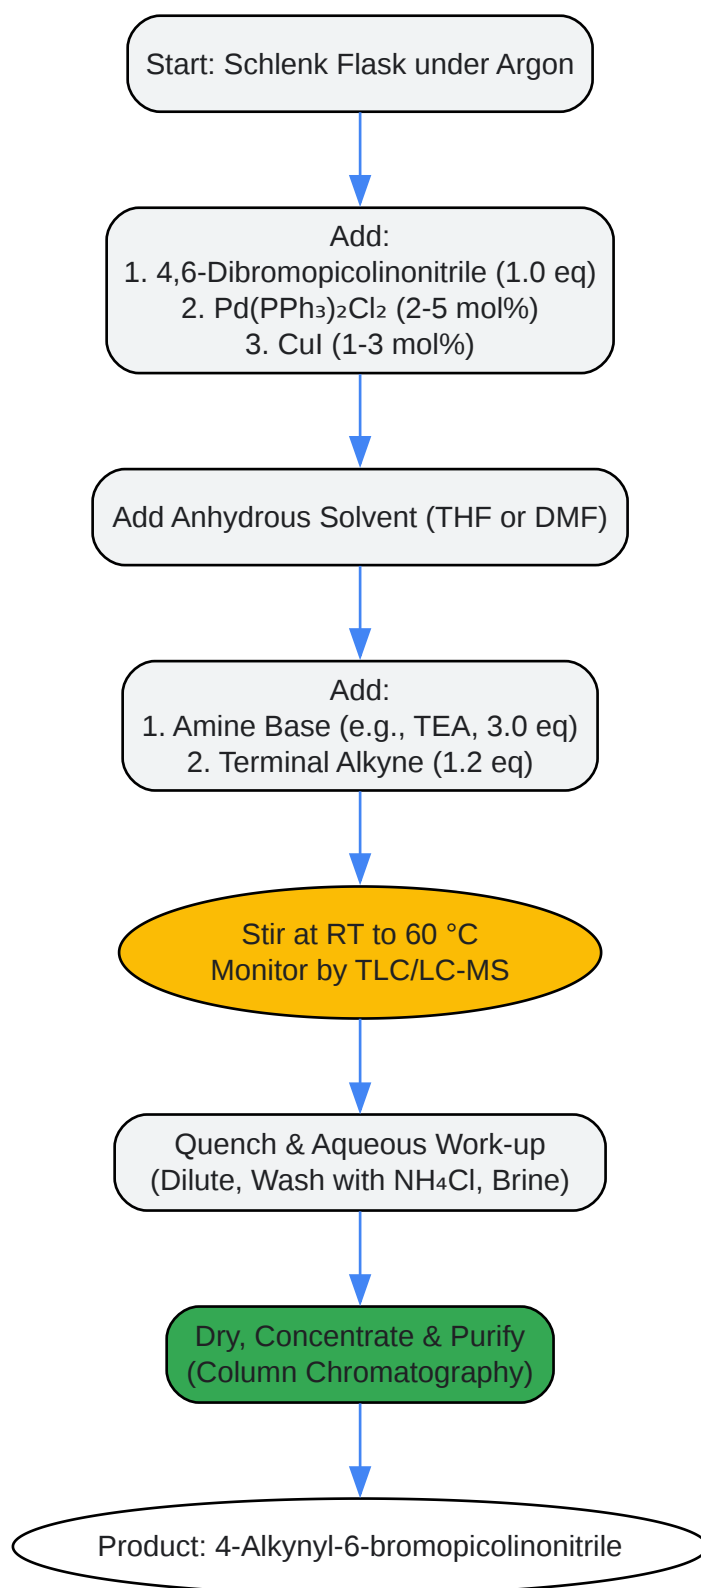 Start: Schlenk Flask under Argon
Add:
1. 4,6-Dibromopicolinonitrile (1.0 eq)
2. Pd(PPh₃)₂Cl₂ (2-5 mol%)
3. CuI (1-3 mol%)
Add Anhydrous Solvent (THF or DMF)
Add:
1. Amine Base (e.g., TEA, 3.0 eq)
2. Terminal Alkyne (1.2 eq)
Stir at RT to 60 °C
Monitor by TLC/LC-MS
Quench & Aqueous Work-up
(Dilute, Wash with NH₄Cl, Brine)
Dry, Concentrate & Purify
(Column Chromatography)
Product: 4-Alkynyl-6-bromopicolinonitrile